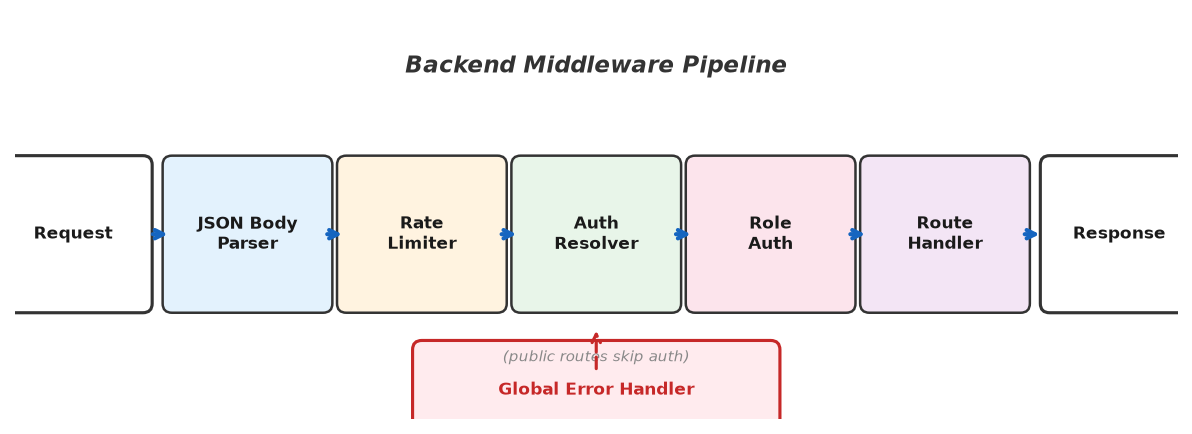 Backend Middleware Pipeline
Request
JSON Body
Parser
Rate
Limiter
Auth
Resolver
Role
Auth
Route
Handler
Response
(public routes skip auth)
Global Error Handler